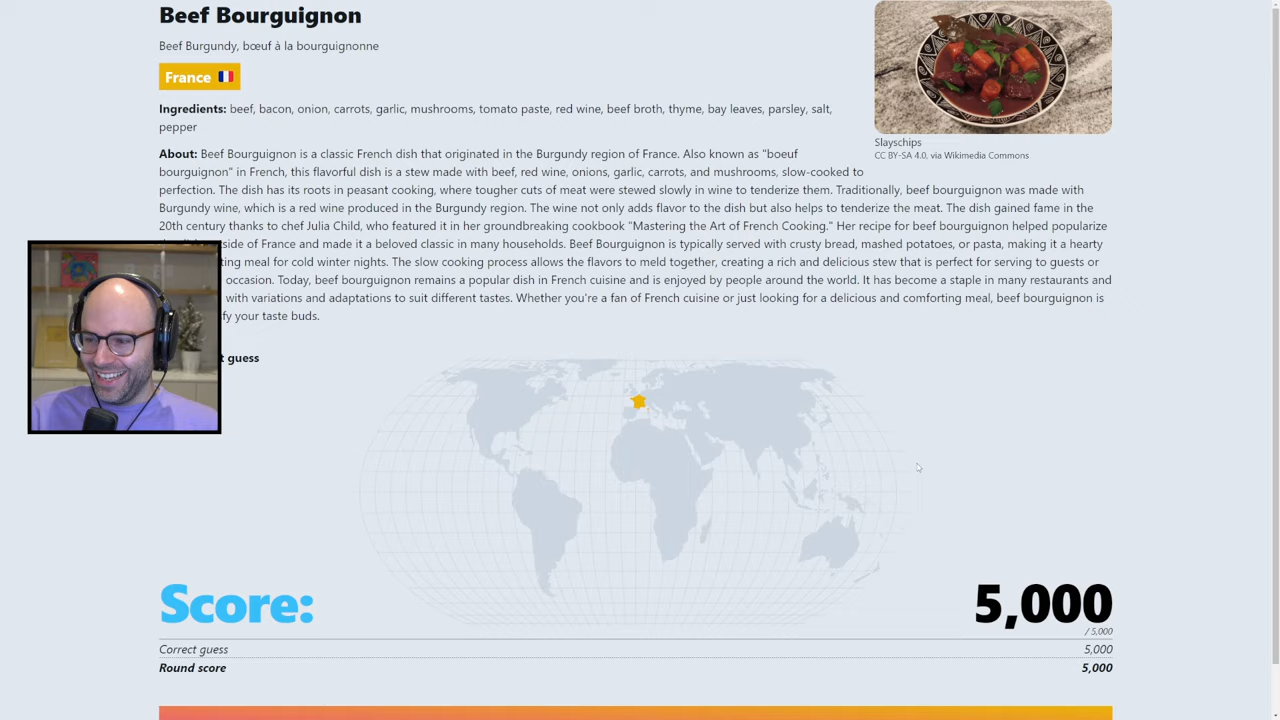 Beef Bourguignon
Beef Burgundy, bœuf à la bourguignonne
France
Ingredients: beef, bacon, onion, carrots, garlic, mushrooms, tomato paste, red wine, beef broth, thyme, bay leaves, parsley, salt,
pepper
Slayschips
CC BY-SA 4.0, via Wikimedia Commons
About: Beef Bourguignon is a classic French dish that originated in the Burgundy region of France. Also known as "boeuf
bourguignon" in French, this flavorful dish is a stew made with beef, red wine, onions, garlic, carrots, and mushrooms, slow-cooked to
perfection. The dish has its roots in peasant cooking, where tougher cuts of meat were stewed slowly in wine to tenderize them. Traditionally, beef bourguignon was made with
Burgundy wine, which is a red wine produced in the Burgundy region. The wine not only adds flavor to the dish but also helps to tenderize the meat. The dish gained fame in the
20th century thanks to chef Julia Child, who featured it in her groundbreaking cookbook "Mastering the Art of French Cooking." Her recipe for beef bourguignon helped popularize
side of France and made it a beloved classic in many households. Beef Bourguignon is typically served with crusty bread, mashed potatoes, or pasta, making it a hearty
ting meal for cold winter nights. The slow cooking process allows the flavors to meld together, creating a rich and delicious stew that is perfect for serving to guests or
occasion. Today, beef bourguignon remains a popular dish in French cuisine and is enjoyed by people around the world. It has become a staple in many restaurants and
with variations and adaptations to suit different tastes. Whether you're a fan of French cuisine or just looking for a delicious and comforting meal, beef bourguignon is
fy your taste buds.
t guess
Score: 5,000
/ 5,000
Correct guess 5,000
Round score 5,000